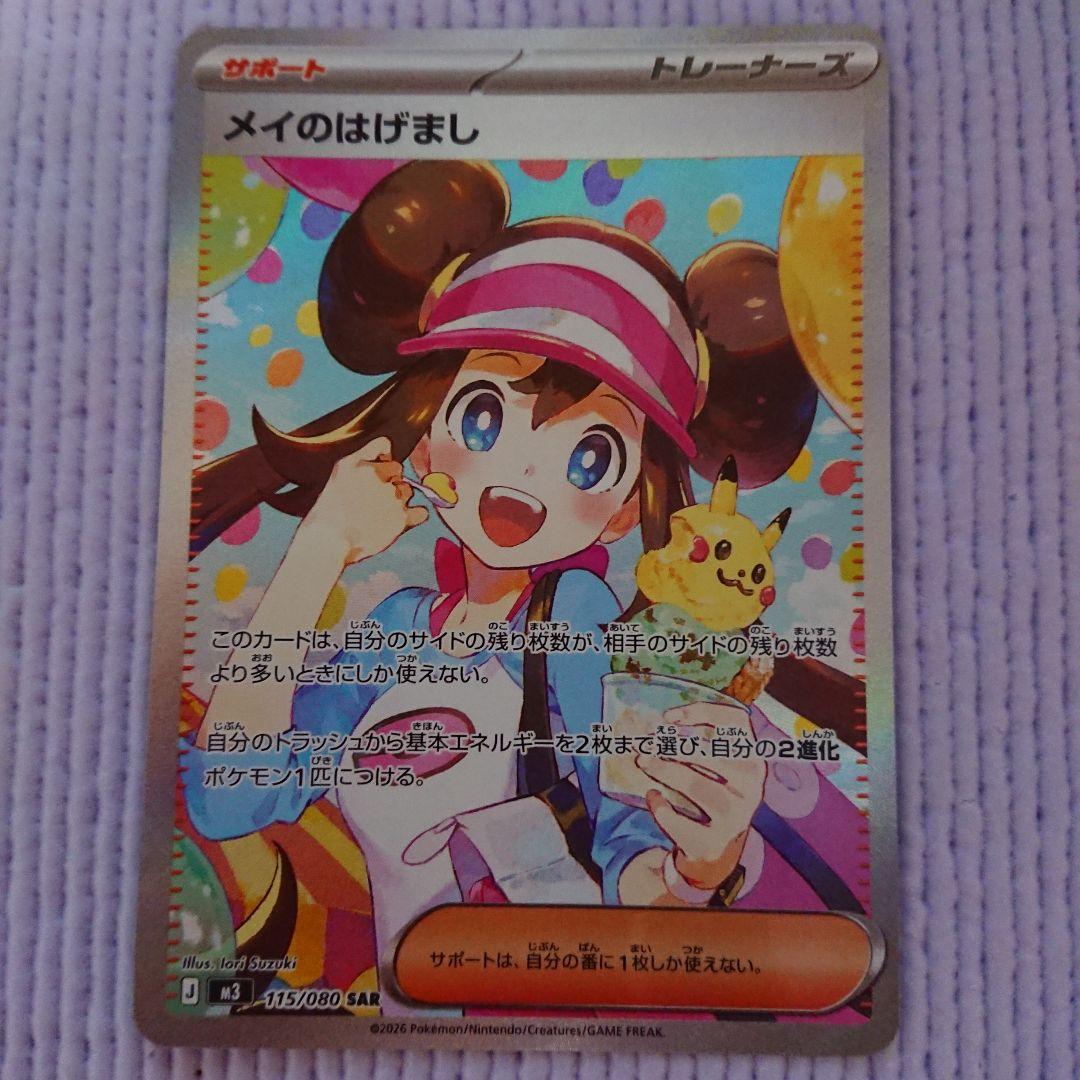 サポート
トレーナーズ
メイのはげまし
このカードは、自分のサイドの残り枚数が、相手のサイドの残り枚数
より多いときにしか使えない。
自分のトラッシュから基本エネルギーを2枚まで選び、自分の2進化
ポケモン1匹につける。
サポートは、自分の番に1枚しか使えない。
Illus. Iori Suzuki
J M3 115/080 SAR
©2026 Pokémon/Nintendo/Creatures/GAME FREAK.